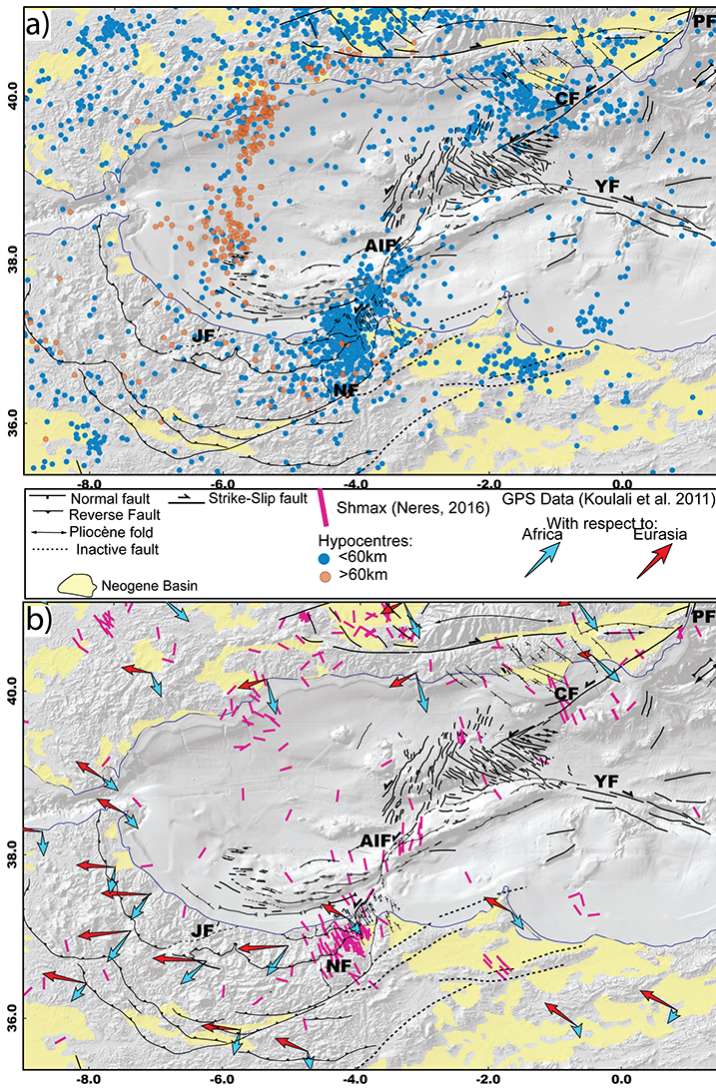 a)
PF
40.0
CF
YF
38.0
AIF
JF
NF
36.0
-8.0 -6.0 -4.0 -2.0 0.0
Normal fault Strike-Slip fault Shmax (Neres, 2016) GPS Data (Koulali et al. 2011)
Reverse Fault With respect to:
Pliocène fold Hypocentres: Africa Eurasia
Inactive fault <60km
>60km
Neogene Basin
b)
PF
40.0
CF
YF
AIF
38.0
JF
NF
36.0
-8.0 -6.0 -4.0 -2.0 0.0